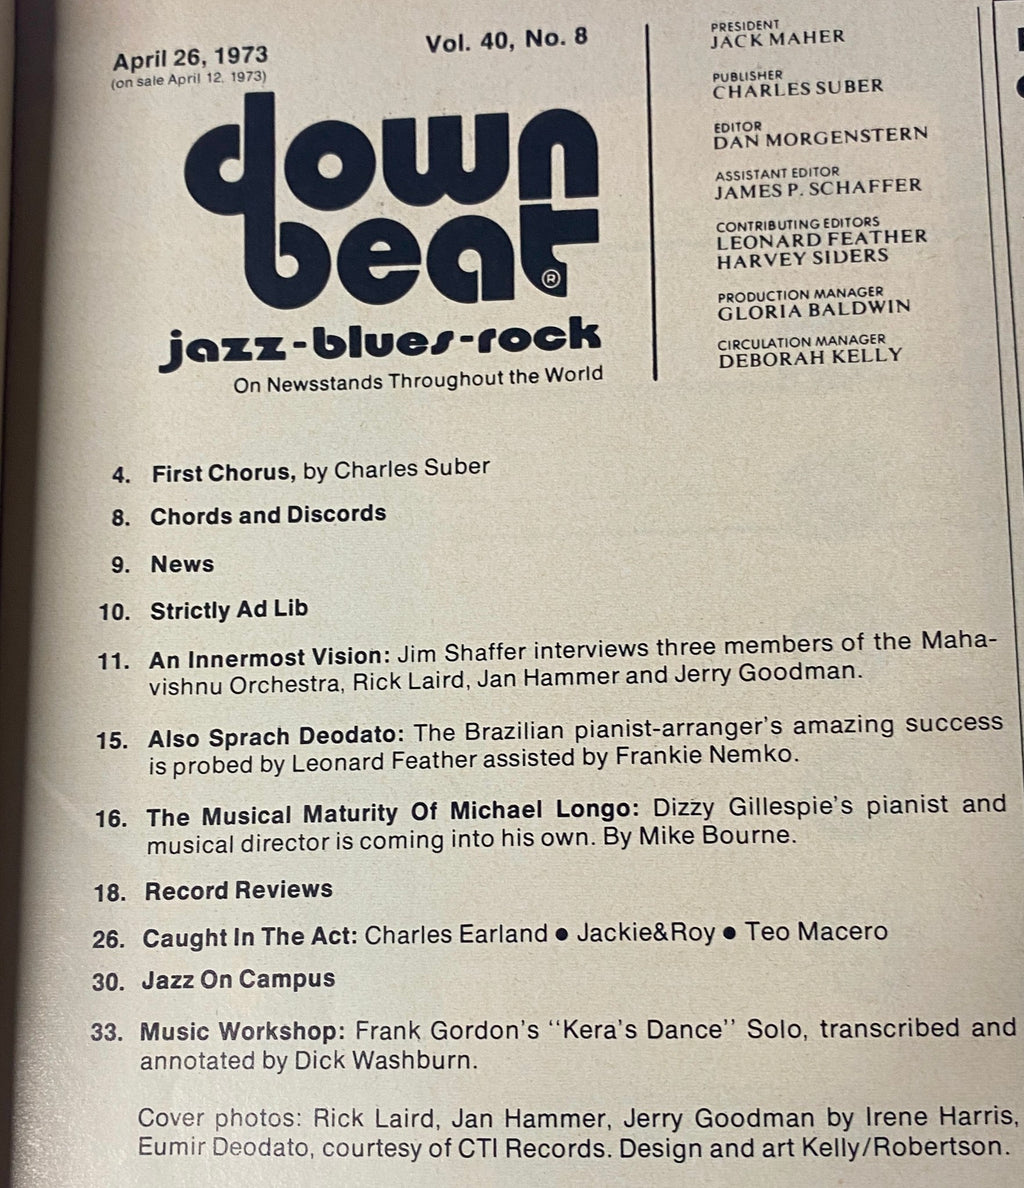 April 26, 1973
(on sale April 12, 1973)
Vol. 40, No. 8
down
beat®
jazz-blues-rock
On Newsstands Throughout the World
PRESIDENT
JACK MAHER
PUBLISHER
CHARLES SUBER
EDITOR
DAN MORGENSTERN
ASSISTANT EDITOR
JAMES P. SCHAFFER
CONTRIBUTING EDITORS
LEONARD FEATHER
HARVEY SIDERS
PRODUCTION MANAGER
GLORIA BALDWIN
CIRCULATION MANAGER
DEBORAH KELLY
4. First Chorus, by Charles Suber
8. Chords and Discords
9. News
10. Strictly Ad Lib
11. An Innermost Vision: Jim Shaffer interviews three members of the Maha-
vishnu Orchestra, Rick Laird, Jan Hammer and Jerry Goodman.
15. Also Sprach Deodato: The Brazilian pianist-arranger's amazing success
is probed by Leonard Feather assisted by Frankie Nemko.
16. The Musical Maturity Of Michael Longo: Dizzy Gillespie's pianist and
musical director is coming into his own. By Mike Bourne.
18. Record Reviews
26. Caught In The Act: Charles Earland ● Jackie&Roy ● Teo Macero
30. Jazz On Campus
33. Music Workshop: Frank Gordon's "Kera's Dance" Solo, transcribed and
annotated by Dick Washburn.
Cover photos: Rick Laird, Jan Hammer, Jerry Goodman by Irene Harris,
Eumir Deodato, courtesy of CTI Records. Design and art Kelly/Robertson.